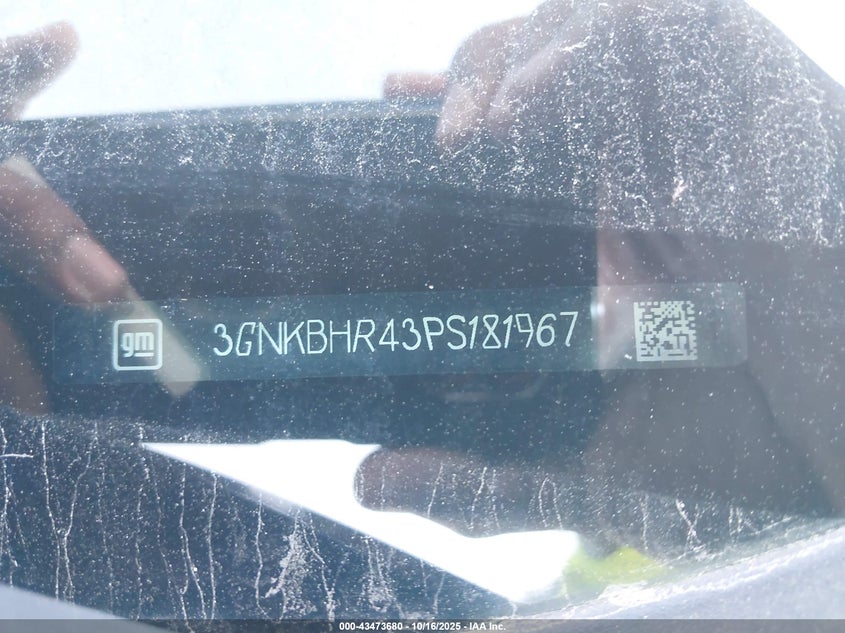 gm 3GNKBHR43PS181967
000-43473680 - 10/16/2025 - IAA Inc.